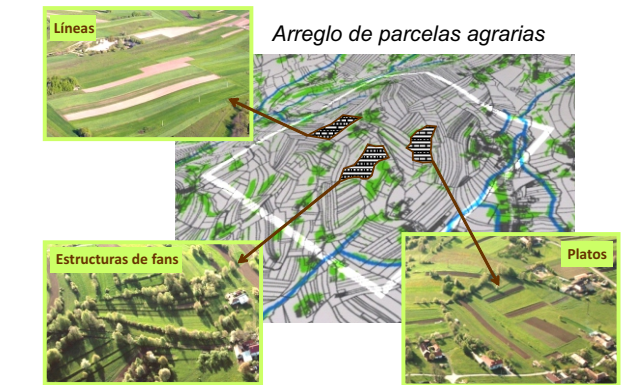 Arreglo de parcelas agrarias
Líneas
Estructuras de fans
Platos